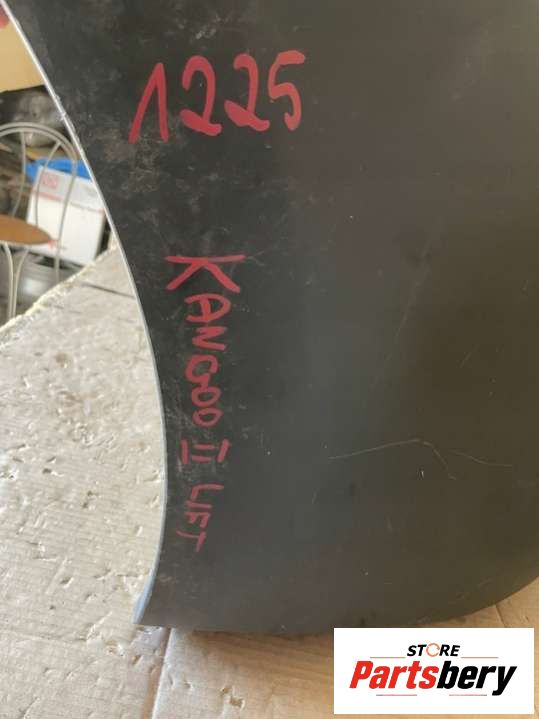 1225
KANGOO II LIFT
STORE
Partsbery